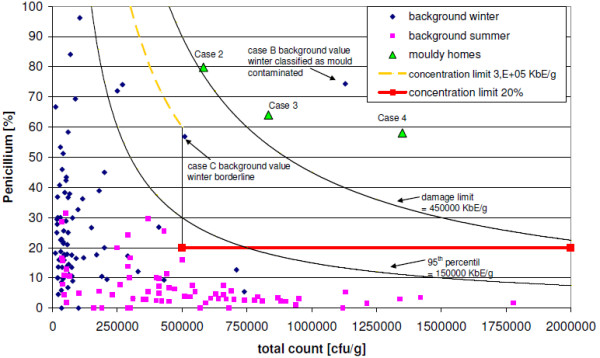 100
90
80
70
60
50
40
30
20
10
0
Penicillium [%]
0
250000
500000
750000
1000000
1250000
1500000
1750000
2000000
total count [cfu/g]
Case 2
Case 3
Case 4
case B background value
winter classified as mould
contaminated
case C background value
winter borderline
damage limit
= 450000 KbE/g
95th percentil
= 150000 KbE/g
background winter
background summer
mouldy homes
concentration limit 3,E+05 KbE/g
concentration limit 20%